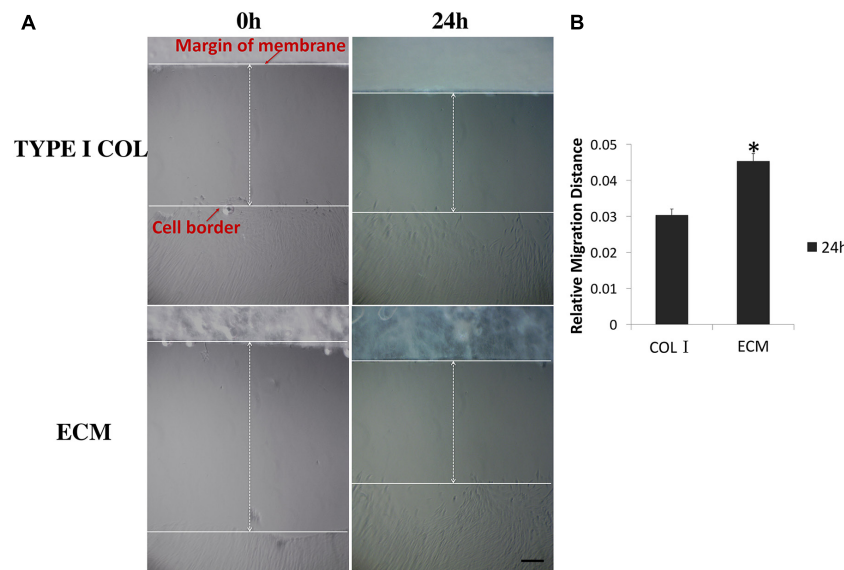 A
0h
24h
B
Margin of membrane
TYPE I COL
Cell border
ECM
Relative Migration Distance
0.05
0.04
0.03
0.02
0.01
0
*
COL I
ECM
24h